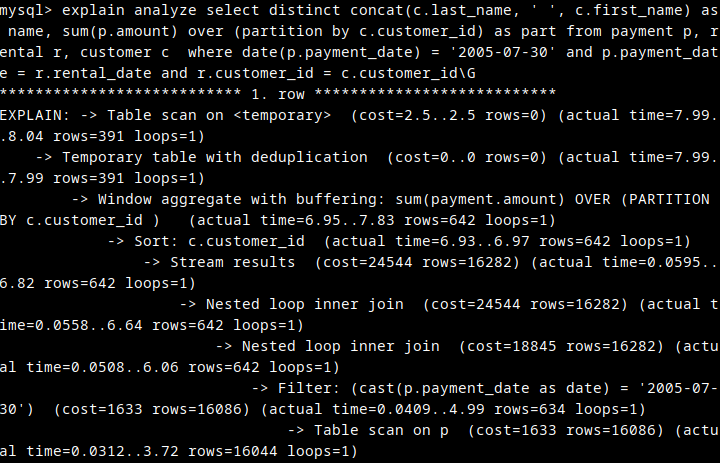 mysql> explain analyze select distinct concat(c.last_name, ' ', c.first_name) as
 name, sum(p.amount) over (partition by c.customer_id) as part from payment p, r
ental r, customer c  where date(p.payment_date) = '2005-07-30' and p.payment_dat
e = r.rental_date and r.customer_id = c.customer_id\G
*************************** 1. row ***************************
EXPLAIN: -> Table scan on <temporary>  (cost=2.5..2.5 rows=0) (actual time=7.99.
.8.04 rows=391 loops=1)
    -> Temporary table with deduplication  (cost=0..0 rows=0) (actual time=7.99.
.7.99 rows=391 loops=1)
        -> Window aggregate with buffering: sum(payment.amount) OVER (PARTITION 
BY c.customer_id )   (actual time=6.95..7.83 rows=642 loops=1)
            -> Sort: c.customer_id  (actual time=6.93..6.97 rows=642 loops=1)
                -> Stream results  (cost=24544 rows=16282) (actual time=0.0595..
6.82 rows=642 loops=1)
                    -> Nested loop inner join  (cost=24544 rows=16282) (actual t
ime=0.0558..6.64 rows=642 loops=1)
                        -> Nested loop inner join  (cost=18845 rows=16282) (actu
al time=0.0508..6.06 rows=642 loops=1)
                            -> Filter: (cast(p.payment_date as date) = '2005-07-
30')  (cost=1633 rows=16086) (actual time=0.0409..4.99 rows=634 loops=1)
                                -> Table scan on p  (cost=1633 rows=16086) (actu
al time=0.0312..3.72 rows=16044 loops=1)